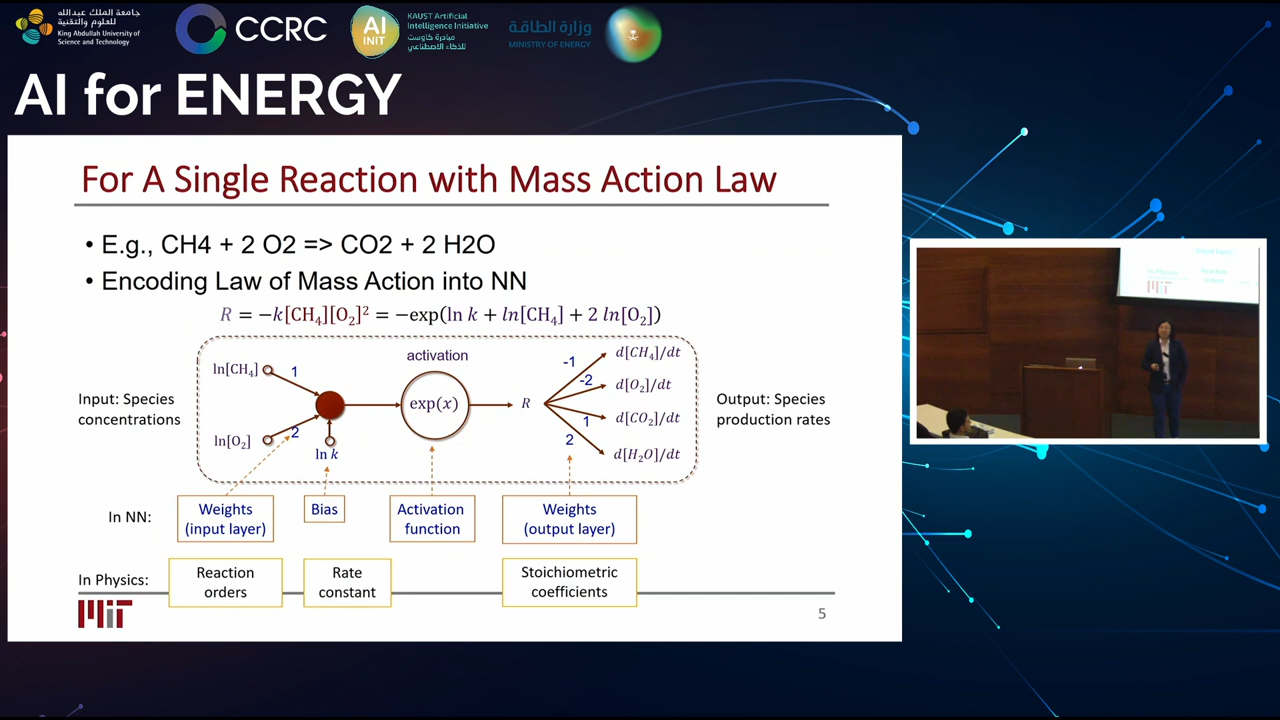 جامعة الملك عبدالله
للعلوم والتقنية
King Abdullah University of
Science and Technology
CCRC
AI
INIT
KAUST Artificial
Intelligence Initiative
مبادرة كاوست
للذكاء الاصطناعي
وزارة الطاقة
MINISTRY OF ENERGY
AI for ENERGY
For A Single Reaction with Mass Action Law
• E.g., CH4 + 2 O2 => CO2 + 2 H2O
• Encoding Law of Mass Action into NN
R = −k[CH₄][O₂]² = −exp(ln k + ln[CH₄] + 2 ln[O₂])
activation
ln[CH₄]
1
exp(x)
R
ln[O₂]
2
ln k
-1
-2
1
2
d[CH₄]/dt
d[O₂]/dt
d[CO₂]/dt
d[H₂O]/dt
Input: Species
concentrations
Output: Species
production rates
In NN:
Weights
(input layer)
Bias
Activation
function
Weights
(output layer)
In Physics:
Reaction
orders
Rate
constant
Stoichiometric
coefficients
MIT
5